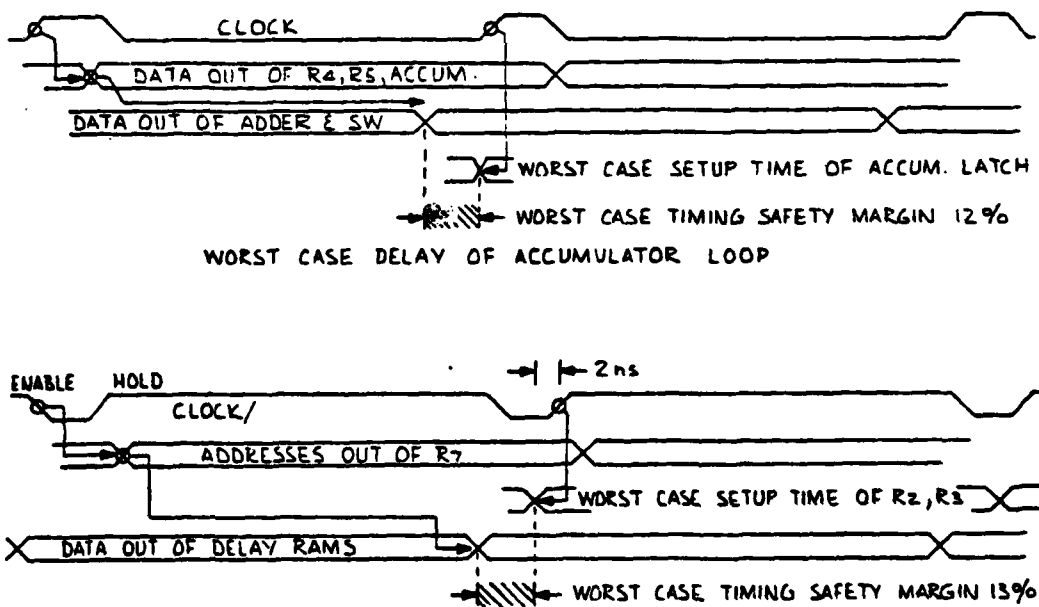 CLOCK
DATA OUT OF R4, R5, ACCUM.
DATA OUT OF ADDER & SW
WORST CASE SETUP TIME OF ACCUM. LATCH
WORST CASE TIMING SAFETY MARGIN 12%
WORST CASE DELAY OF ACCUMULATOR LOOP
2ns
ENABLE HOLD
CLOCK/
ADDRESSES OUT OF R7
WORST CASE SETUP TIME OF R2, R3
DATA OUT OF DELAY RAMS
WORST CASE TIMING SAFETY MARGIN 13%